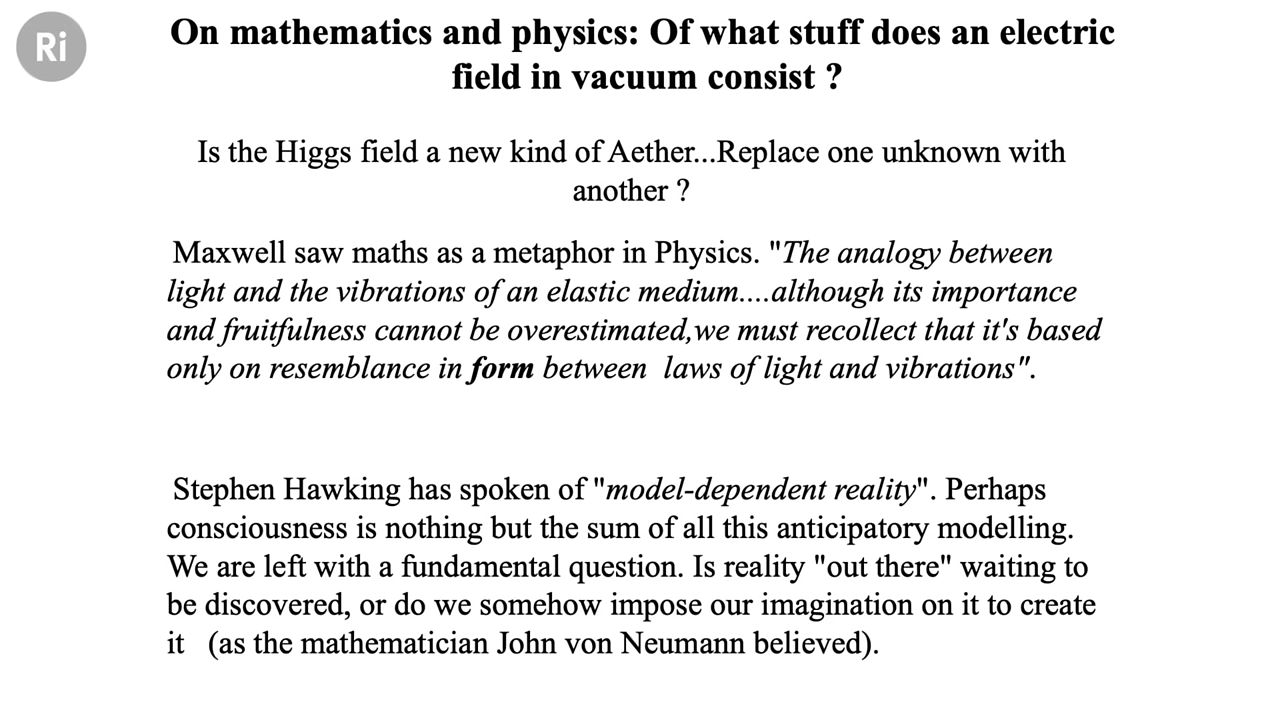 Ri
On mathematics and physics: Of what stuff does an electric
field in vacuum consist ?
Is the Higgs field a new kind of Aether...Replace one unknown with
another ?
Maxwell saw maths as a metaphor in Physics. "The analogy between
light and the vibrations of an elastic medium....although its importance
and fruitfulness cannot be overestimated,we must recollect that it's based
only on resemblance in form between laws of light and vibrations".
Stephen Hawking has spoken of "model-dependent reality". Perhaps
consciousness is nothing but the sum of all this anticipatory modelling.
We are left with a fundamental question. Is reality "out there" waiting to
be discovered, or do we somehow impose our imagination on it to create
it (as the mathematician John von Neumann believed).